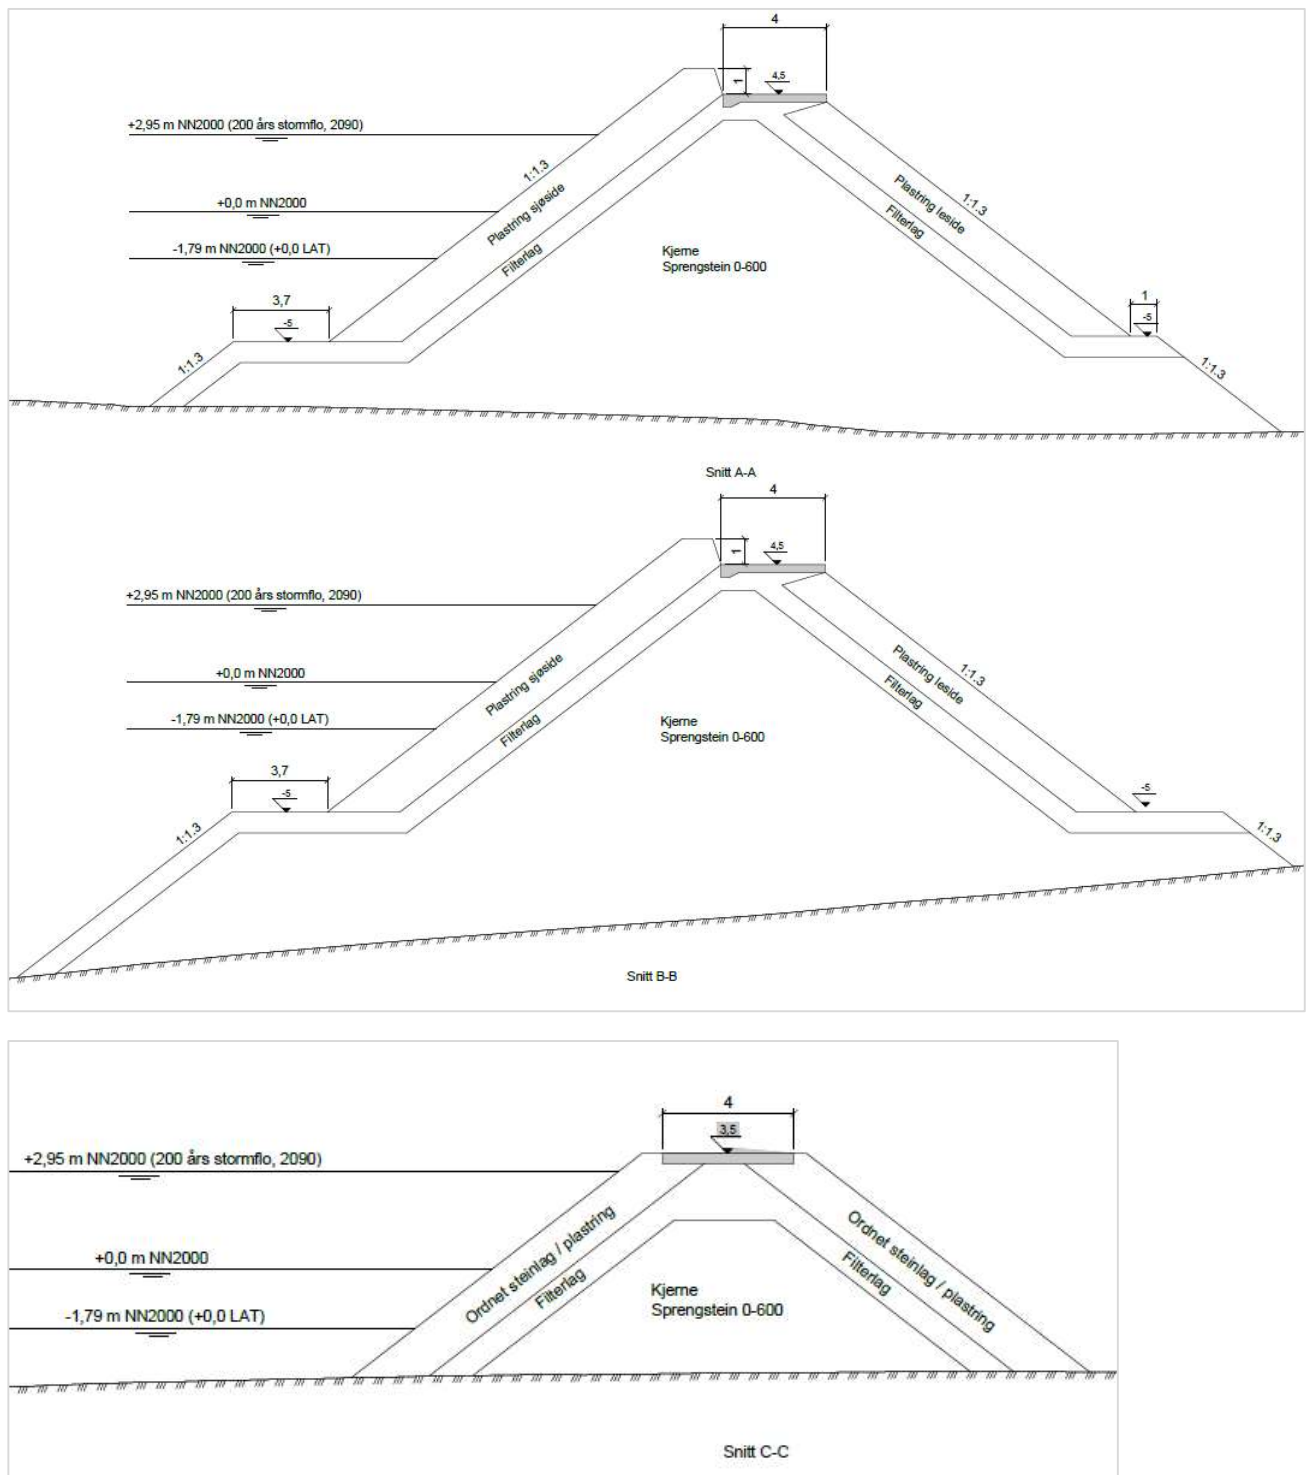 4
4,5
1
+2,95 m NN2000 (200 års stormflo, 2090)
1:1.3
+0,0 m NN2000
Plastring sjøside
Plastring leside
1:1.3
Filterlag
Filterlag
-1,79 m NN2000 (+0,0 LAT)
Kjerne
Sprengstein 0-600
3,7
1
-5
-5
1:1.3
1:1.3
Snitt A-A
4
4,5
1
+2,95 m NN2000 (200 års stormflo, 2090)
+0,0 m NN2000
Plastring sjøside
Plastring leside
1:1.3
Filterlag
Filterlag
-1,79 m NN2000 (+0,0 LAT)
Kjerne
Sprengstein 0-600
3,7
-5
-5
1:1.3
1:1.3
Snitt B-B
4
3,5
+2,95 m NN2000 (200 års stormflo, 2090)
+0,0 m NN2000
Ordnet steinlag / plastring
Ordnet steinlag / plastring
Filterlag
Filterlag
-1,79 m NN2000 (+0,0 LAT)
Kjerne
Sprengstein 0-600
Snitt C-C